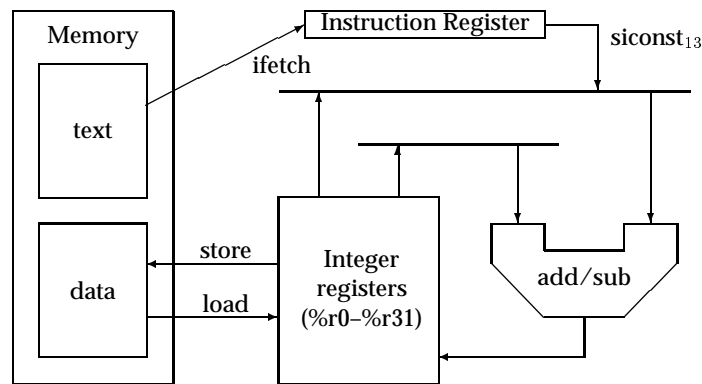 Memory
Instruction Register
siconst₁₃
ifetch
text
store
data
load
Integer
registers
(%r0–%r31)
add/sub